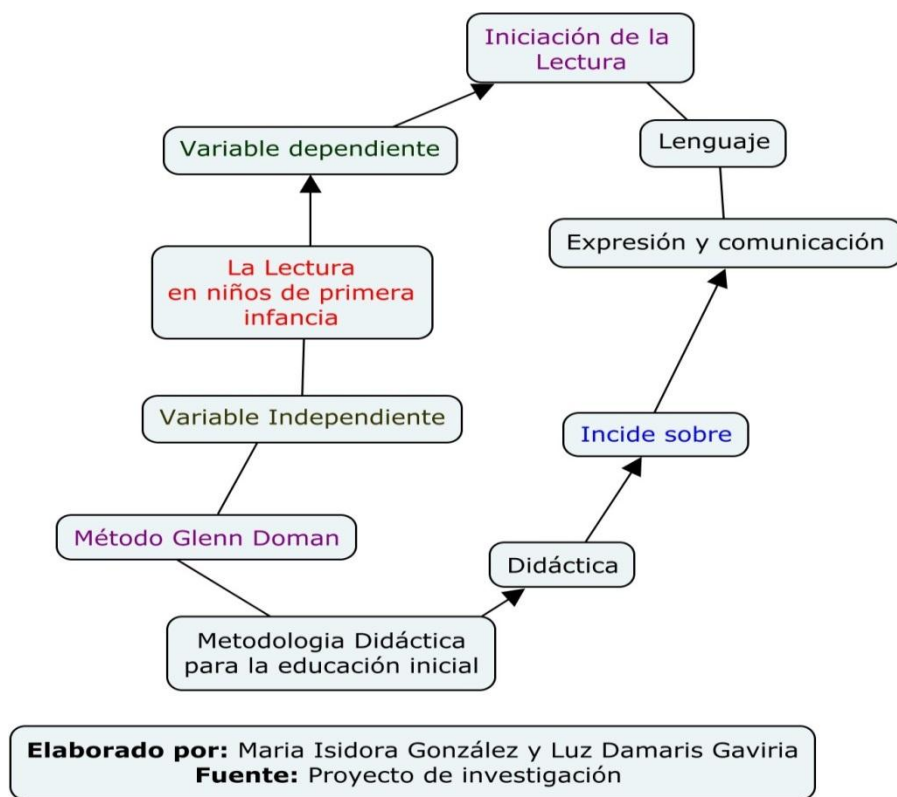 Iniciación de la
Lectura
Variable dependiente
Lenguaje
Expresión y comunicación
La Lectura
en niños de primera
infancia
Variable Independiente
Incide sobre
Método Glenn Doman
Didáctica
Metodologia Didáctica
para la educación inicial
Elaborado por: Maria Isidora González y Luz Damaris Gaviria
Fuente: Proyecto de investigación